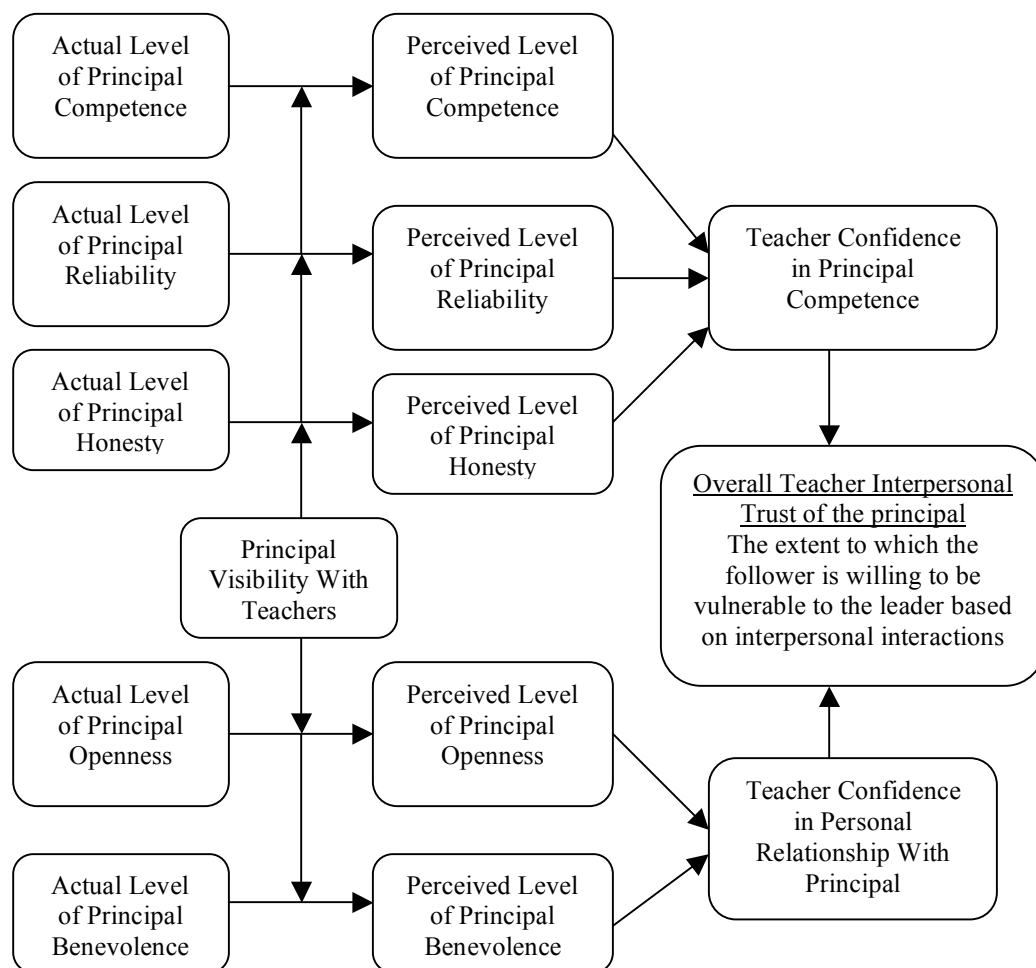 Actual Level
of Principal
Competence
Perceived Level
of Principal
Competence
Actual Level
of Principal
Reliability
Perceived Level
of Principal
Reliability
Teacher Confidence
in Principal
Competence
Actual Level
of Principal
Honesty
Perceived Level
of Principal
Honesty
Overall Teacher Interpersonal
Trust of the principal
The extent to which the
follower is willing to be
vulnerable to the leader based
on interpersonal interactions
Principal
Visibility With
Teachers
Actual Level
of Principal
Openness
Perceived Level
of Principal
Openness
Teacher Confidence
in Personal
Relationship With
Principal
Actual Level
of Principal
Benevolence
Perceived Level
of Principal
Benevolence